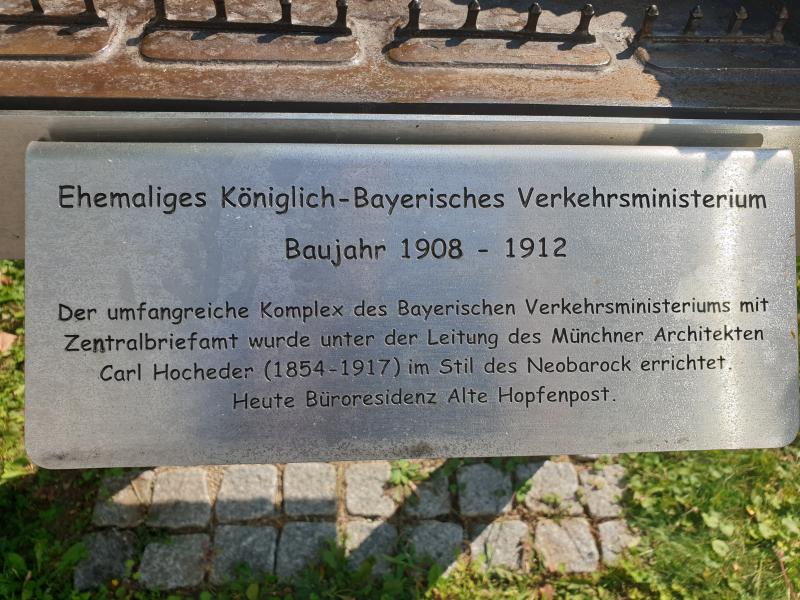 Ehemaliges Königlich-Bayerisches Verkehrsministerium
Baujahr 1908 - 1912
Der umfangreiche Komplex des Bayerischen Verkehrsministeriums mit
Zentralbriefamt wurde unter der Leitung des Münchner Architekten
Carl Hocheder (1854-1917) im Stil des Neobarock errichtet.
Heute Büroresidenz Alte Hopfenpost.